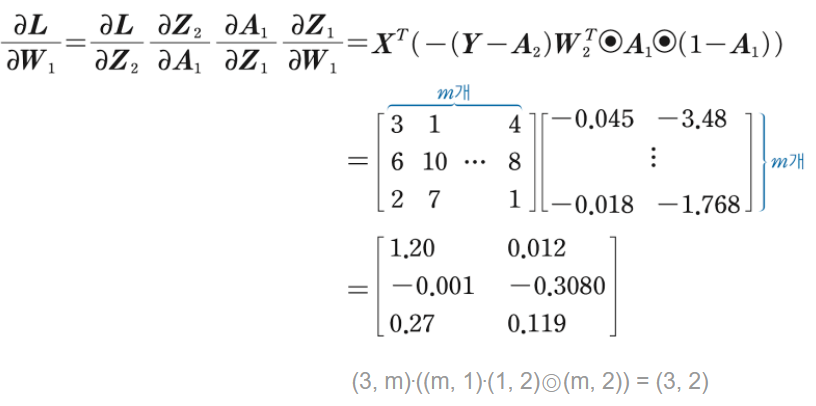 ∂L/∂W₁ = ∂L/∂Z₂ ∂Z₂/∂A₁ ∂A₁/∂Z₁ ∂Z₁/∂W₁ = Xᵀ(−(Y−A₂)W₂ᵀ⊙A₁⊙(1−A₁))
m개
= [3 1 4] [−0.045 −3.48]
[6 10 ⋯ 8] [⋮] m개
[2 7 1] [−0.018 −1.768]
= [1.20 0.012]
[−0.001 −0.3080]
[0.27 0.119]
(3, m)·((m, 1)·(1, 2)◎(m, 2)) = (3, 2)